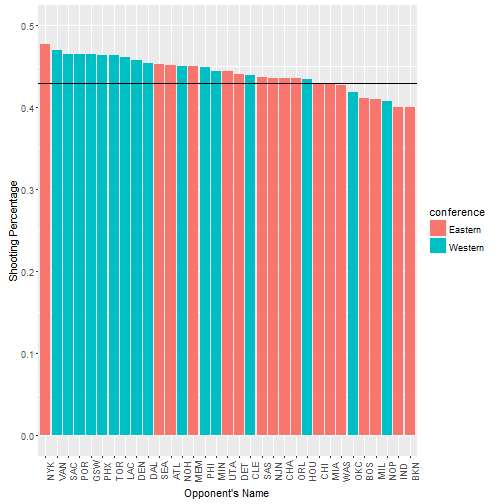 0.5
0.4
0.3
0.2
0.1
0.0
Shooting Percentage
NYK
VAN
SAC
POR
GSW
PHX
TOR
LAC
DEN
DAL
SEA
ATL
NOH
MEM
PHI
MIN
UTA
DET
CLE
SAS
NJN
CHA
ORL
HOU
CHI
MIA
WAS
OKC
BOS
MIL
NOP
IND
BKN
Opponent's Name
conference
Eastern
Western